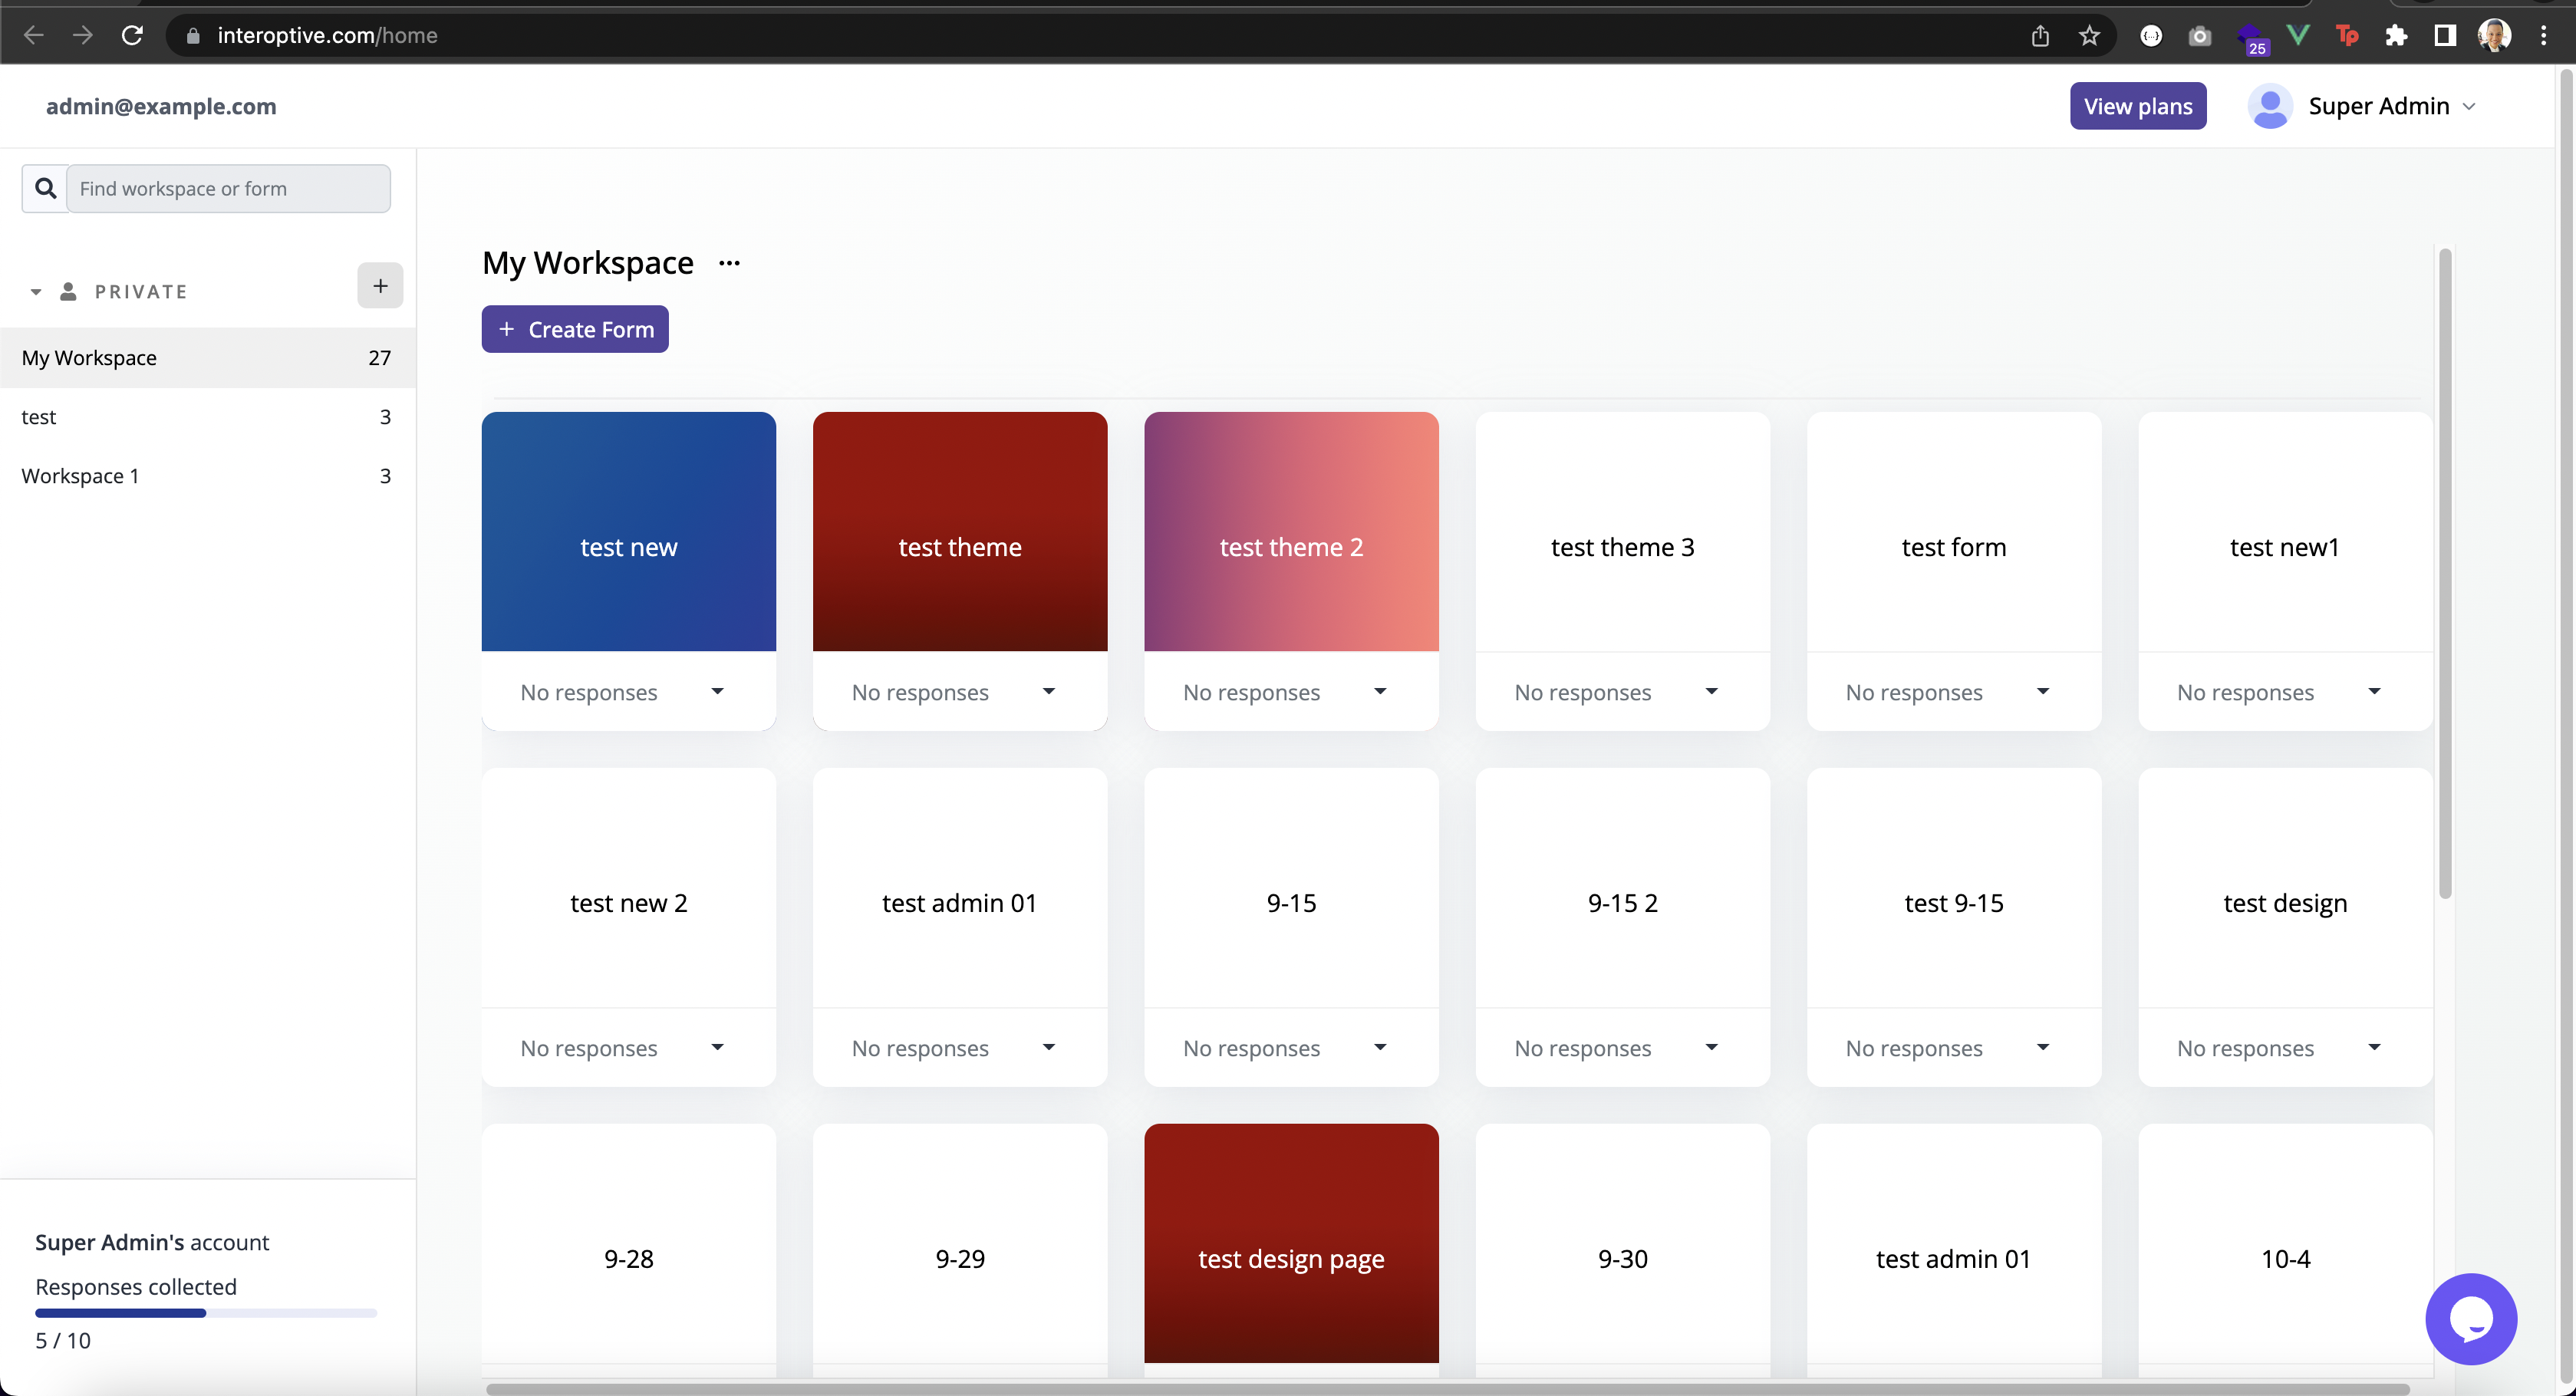 interoptive.com/home
25
Tp
admin@example.com
View plans
Super Admin
Find workspace or form
PRIVATE
+
My Workspace 27
test 3
Workspace 1 3
My Workspace ...
+ Create Form
test new
test theme
test theme 2
test theme 3
test form
test new1
No responses
No responses
No responses
No responses
No responses
No responses
test new 2
test admin 01
9-15
9-15 2
test 9-15
test design
No responses
No responses
No responses
No responses
No responses
No responses
9-28
9-29
test design page
9-30
test admin 01
10-4
Super Admin's account
Responses collected
5 / 10